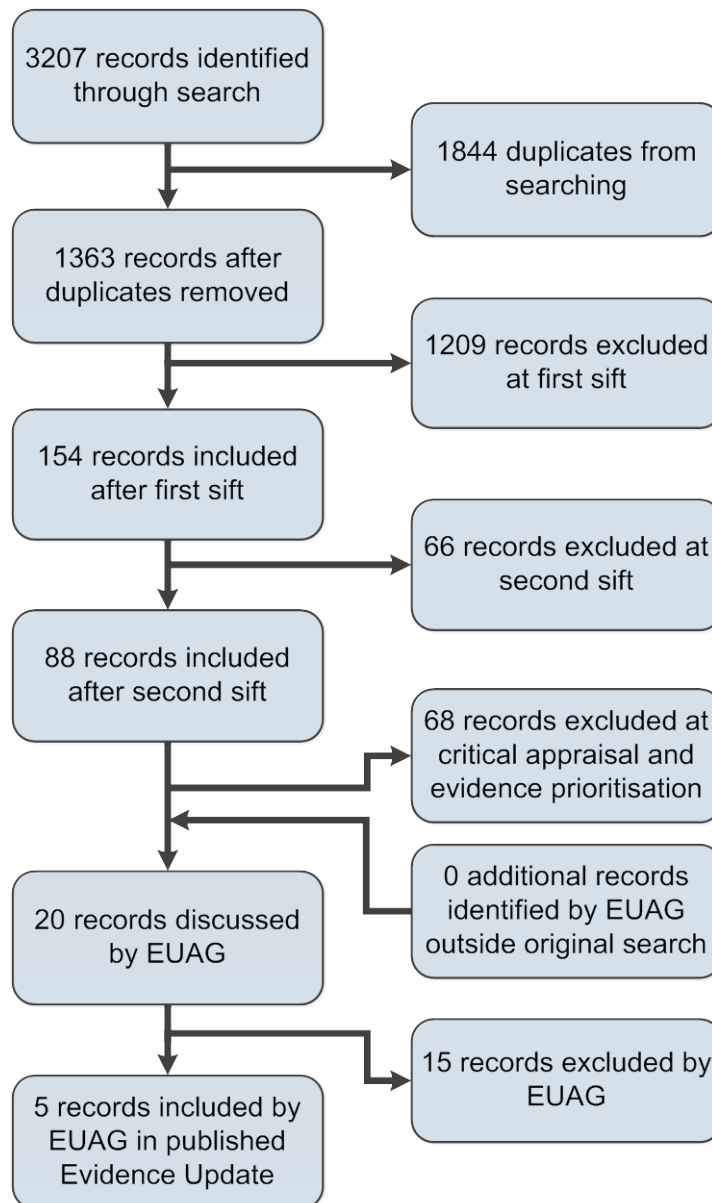 3207 records identified
through search
1844 duplicates from
searching
1363 records after
duplicates removed
1209 records excluded
at first sift
154 records included
after first sift
66 records excluded at
second sift
88 records included
after second sift
68 records excluded at
critical appraisal and
evidence prioritisation
0 additional records
identified by EUAG
outside original search
20 records discussed
by EUAG
15 records excluded by
EUAG
5 records included by
EUAG in published
Evidence Update